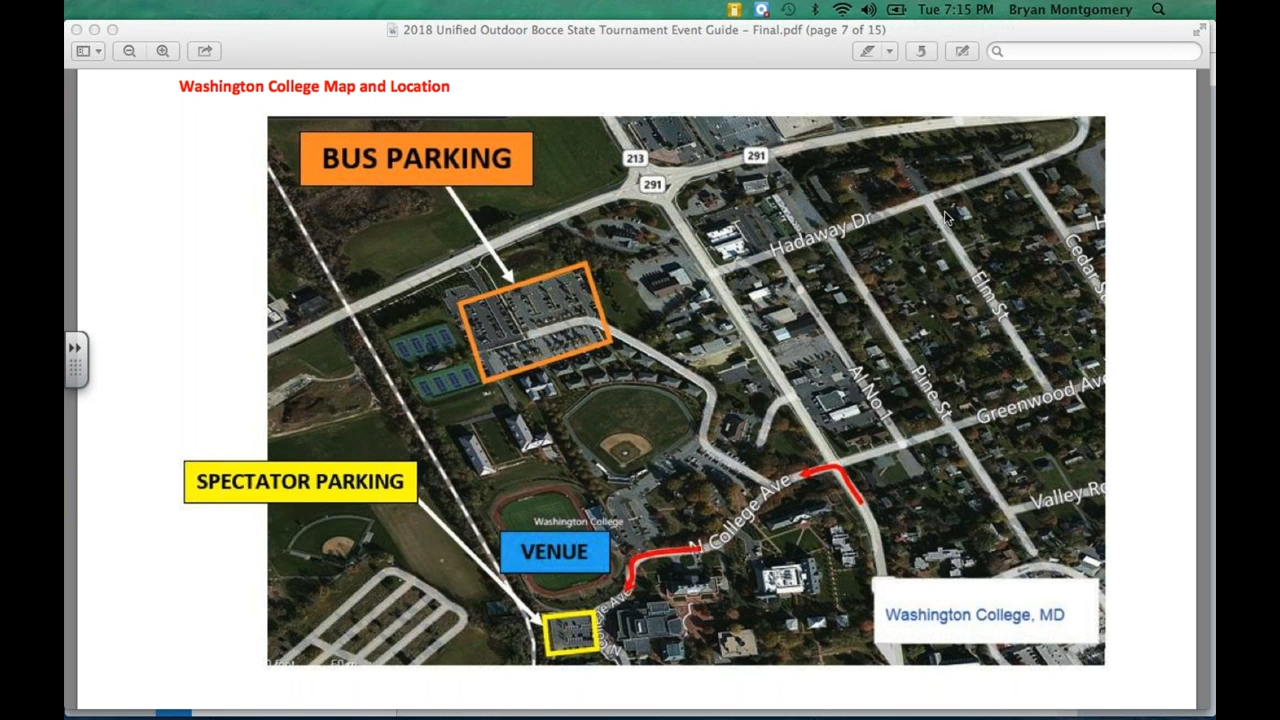 Tue 7:15 PM Bryan Montgomery
2018 Unified Outdoor Bocce State Tournament Event Guide – Final.pdf (page 7 of 15)
Washington College Map and Location
BUS PARKING
213
291
291
Hadaway Dr
Elm St
Cedar St
H
Al No 1
Pine St
Greenwood Ave
Valley Rd
SPECTATOR PARKING
Washington College
VENUE
N College Ave
Washington College, MD